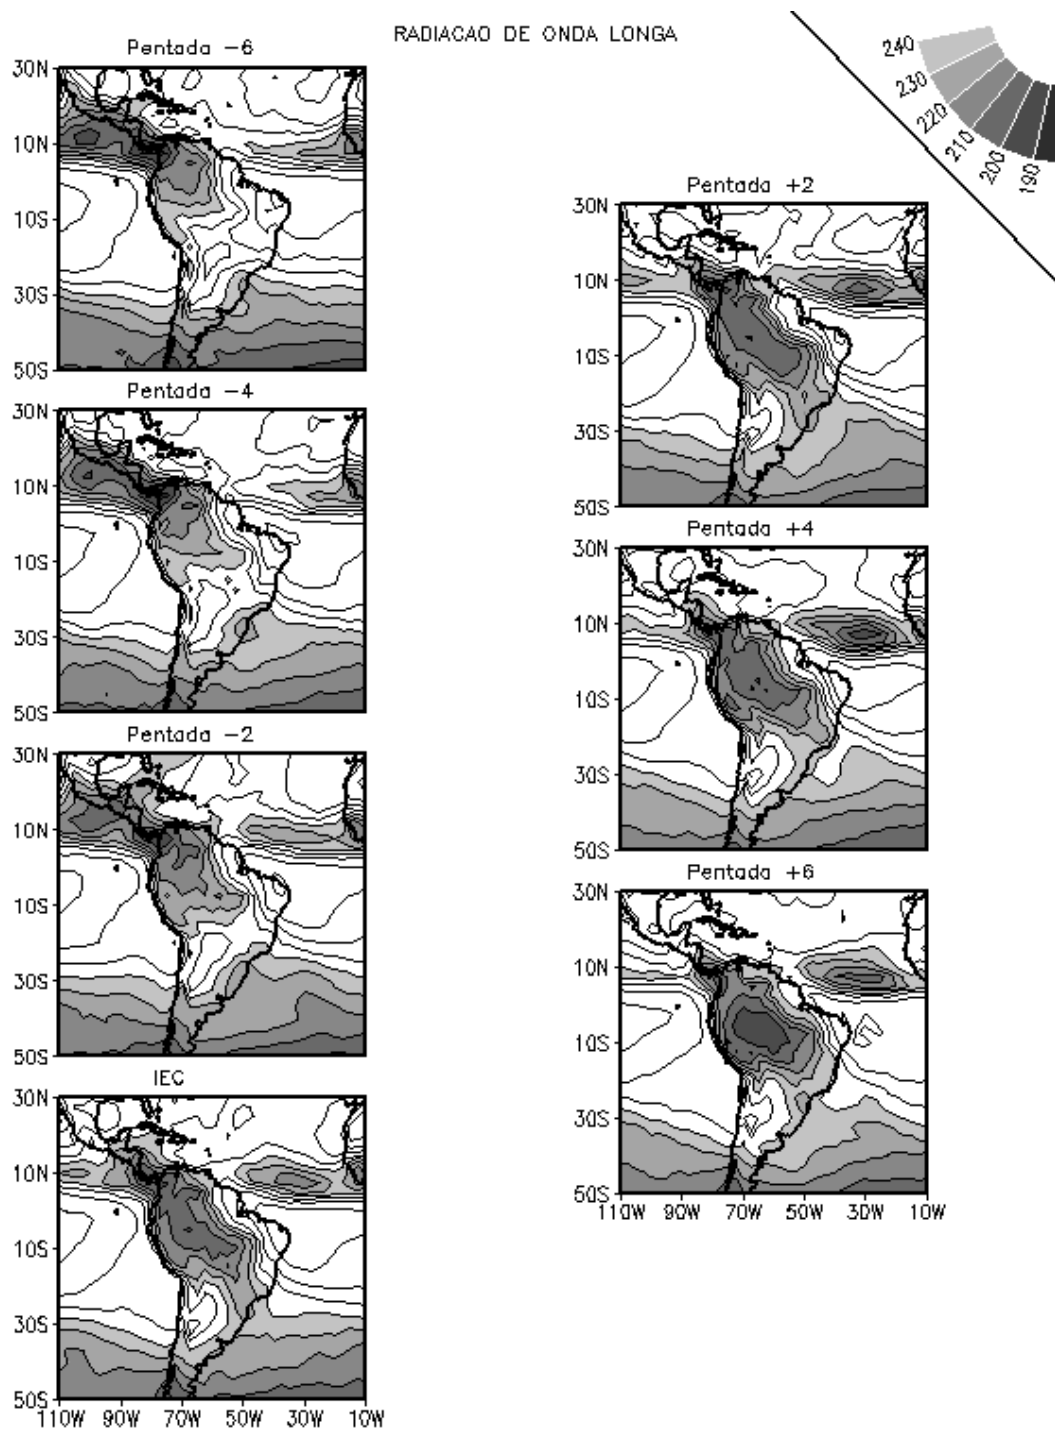 RADIACAO DE ONDA LONGA
240
230
220
210
200
190
Pentada -6
30N
10N
10S
30S
50S
Pentada -4
30N
10N
10S
30S
50S
Pentada -2
30N
10N
10S
30S
50S
IEC
30N
10N
10S
30S
50S
110W 90W 70W 50W 30W 10W
Pentada +2
30N
10N
10S
30S
50S
Pentada +4
30N
10N
10S
30S
50S
Pentada +6
30N
10N
10S
30S
50S
110W 90W 70W 50W 30W 10W